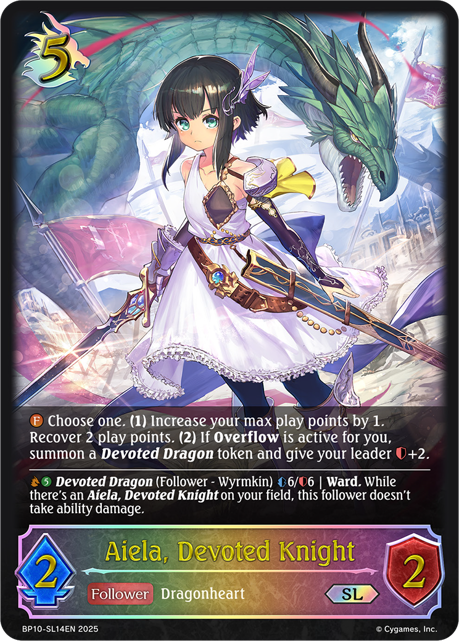 5
F Choose one. (1) Increase your max play points by 1.
Recover 2 play points. (2) If Overflow is active for you,
summon a Devoted Dragon token and give your leader +2.
5 Devoted Dragon (Follower - Wyrmkin) 6/6 | Ward. While
there's an Aiela, Devoted Knight on your field, this follower doesn't
take ability damage.
Aiela, Devoted Knight
2
Follower Dragonheart
SL
2
BP10-SL14EN 2025
© Cygames, Inc.